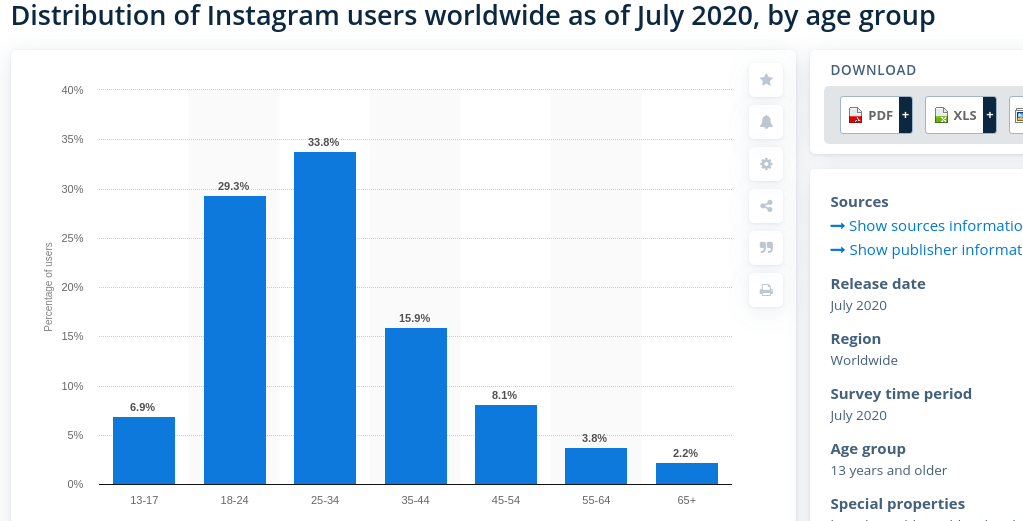 Distribution of Instagram users worldwide as of July 2020, by age group
40%
35%
30%
25%
20%
15%
10%
5%
0%
Percentage of users
6.9%
29.3%
33.8%
15.9%
8.1%
3.8%
2.2%
13-17
18-24
25-34
35-44
45-54
55-64
65+
DOWNLOAD
PDF +
XLS +
Sources
Show sources informatio
Show publisher informat
Release date
July 2020
Region
Worldwide
Survey time period
July 2020
Age group
13 years and older
Special properties